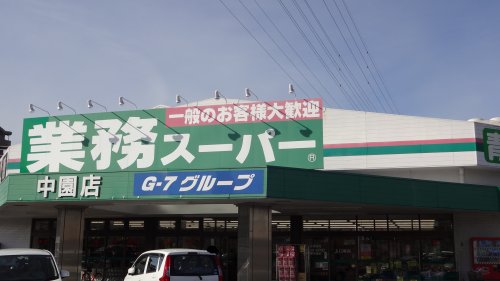 一般のお客様大歓迎
業務スーパー®
中園店
G-7 グループ